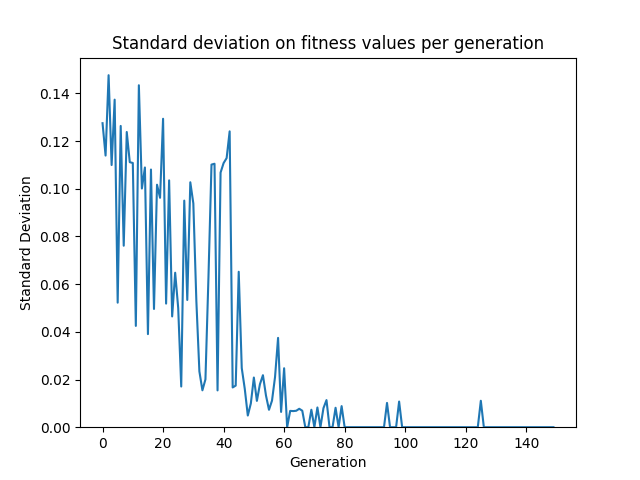 Standard deviation on fitness values per generation
0.14
0.12
0.10
0.08
0.06
0.04
0.02
0.00
Standard Deviation
0 20 40 60 80 100 120 140
Generation